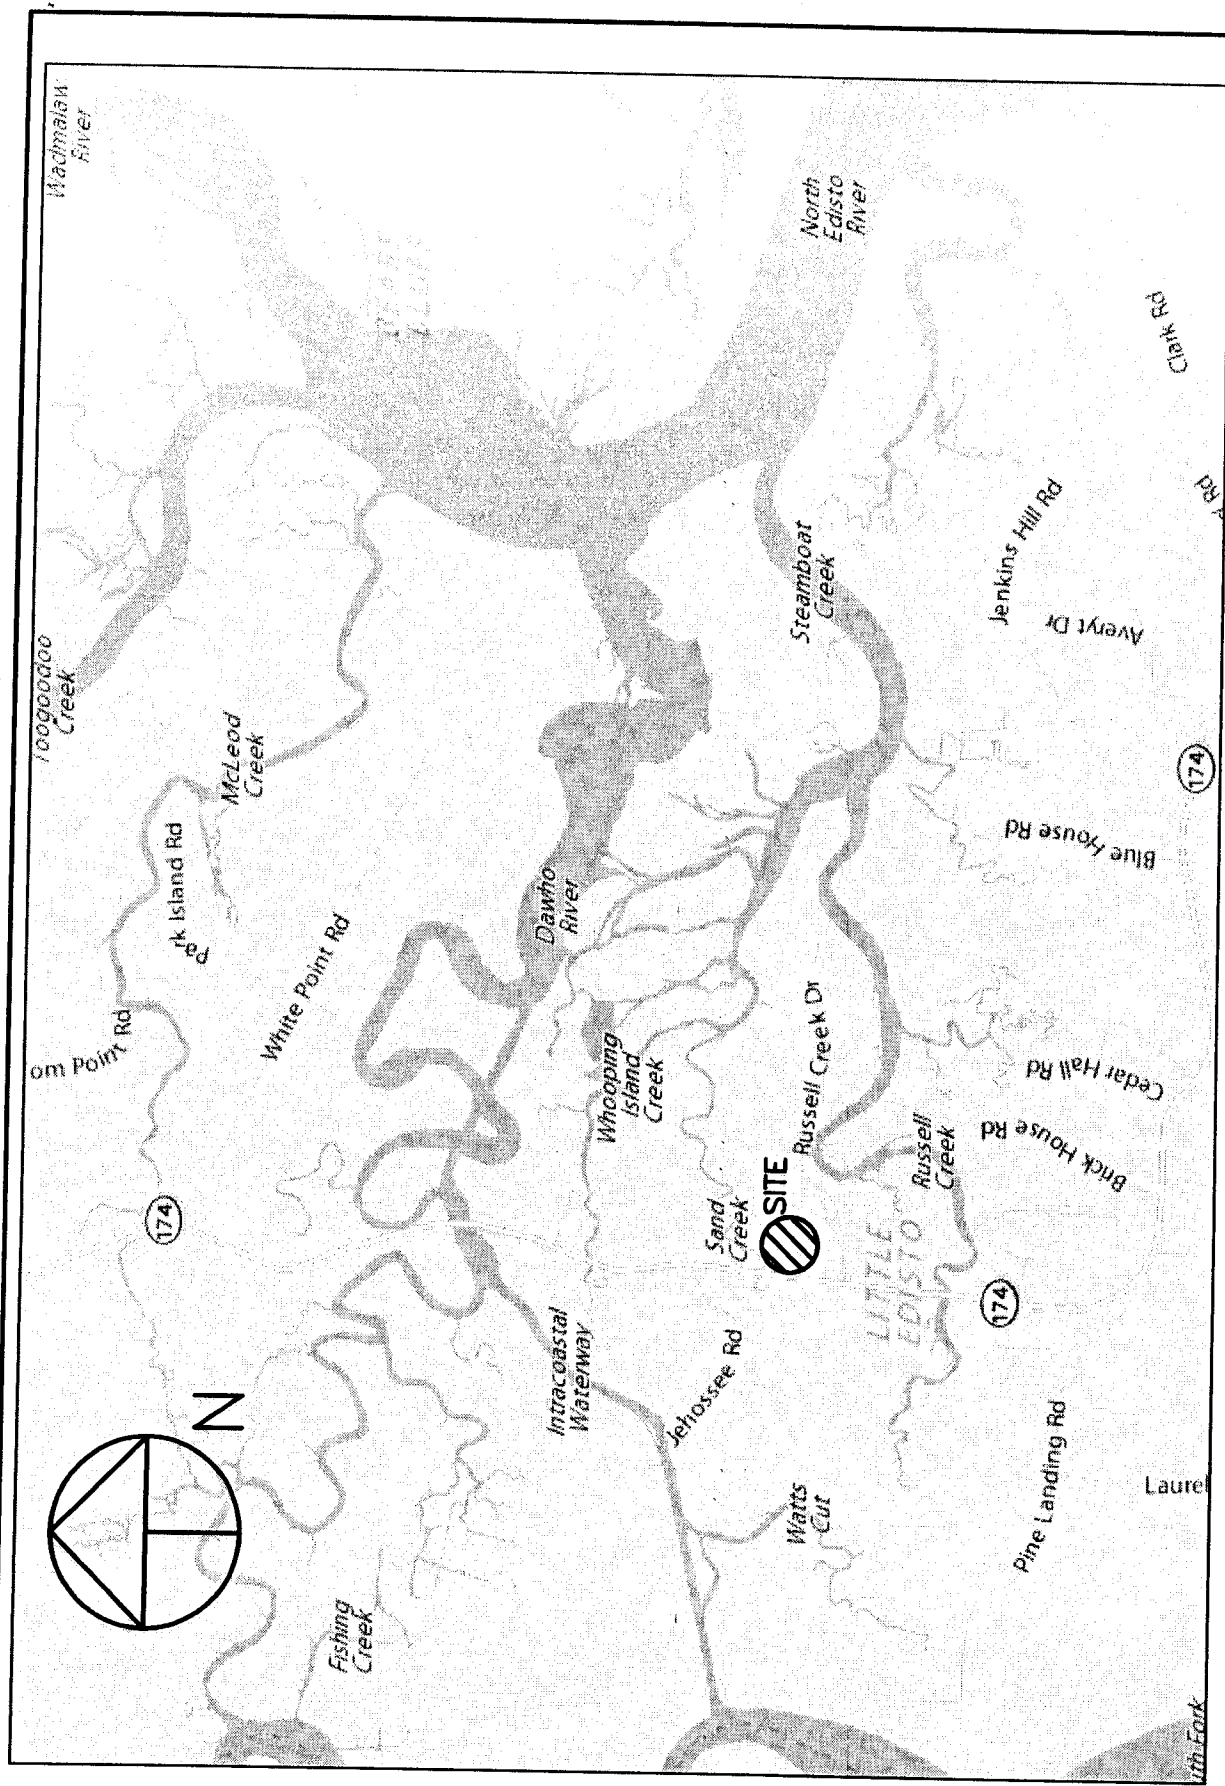 Wadmalaw
River
North
Edisto
River
Clark Rd
Rd
Toogoodoo
Creek
McLeod
Creek
Park Island Rd
Steamboat
Creek
Jenkins Hill Rd
Averyt Dr
174
Blue House Rd
Dawho
River
White Point Rd
om Point Rd
Whooping
Island
Creek
Russell Creek Dr
Cedar Hall Rd
Brick House Rd
Russell
Creek
SITE
Sand
Creek
174
LITTLE
EDISTO
174
Intracoastal
Waterway
Jehossee Rd
N
Watts
Cut
Pine Landing Rd
Laurel
Fishing
Creek
uth Fork